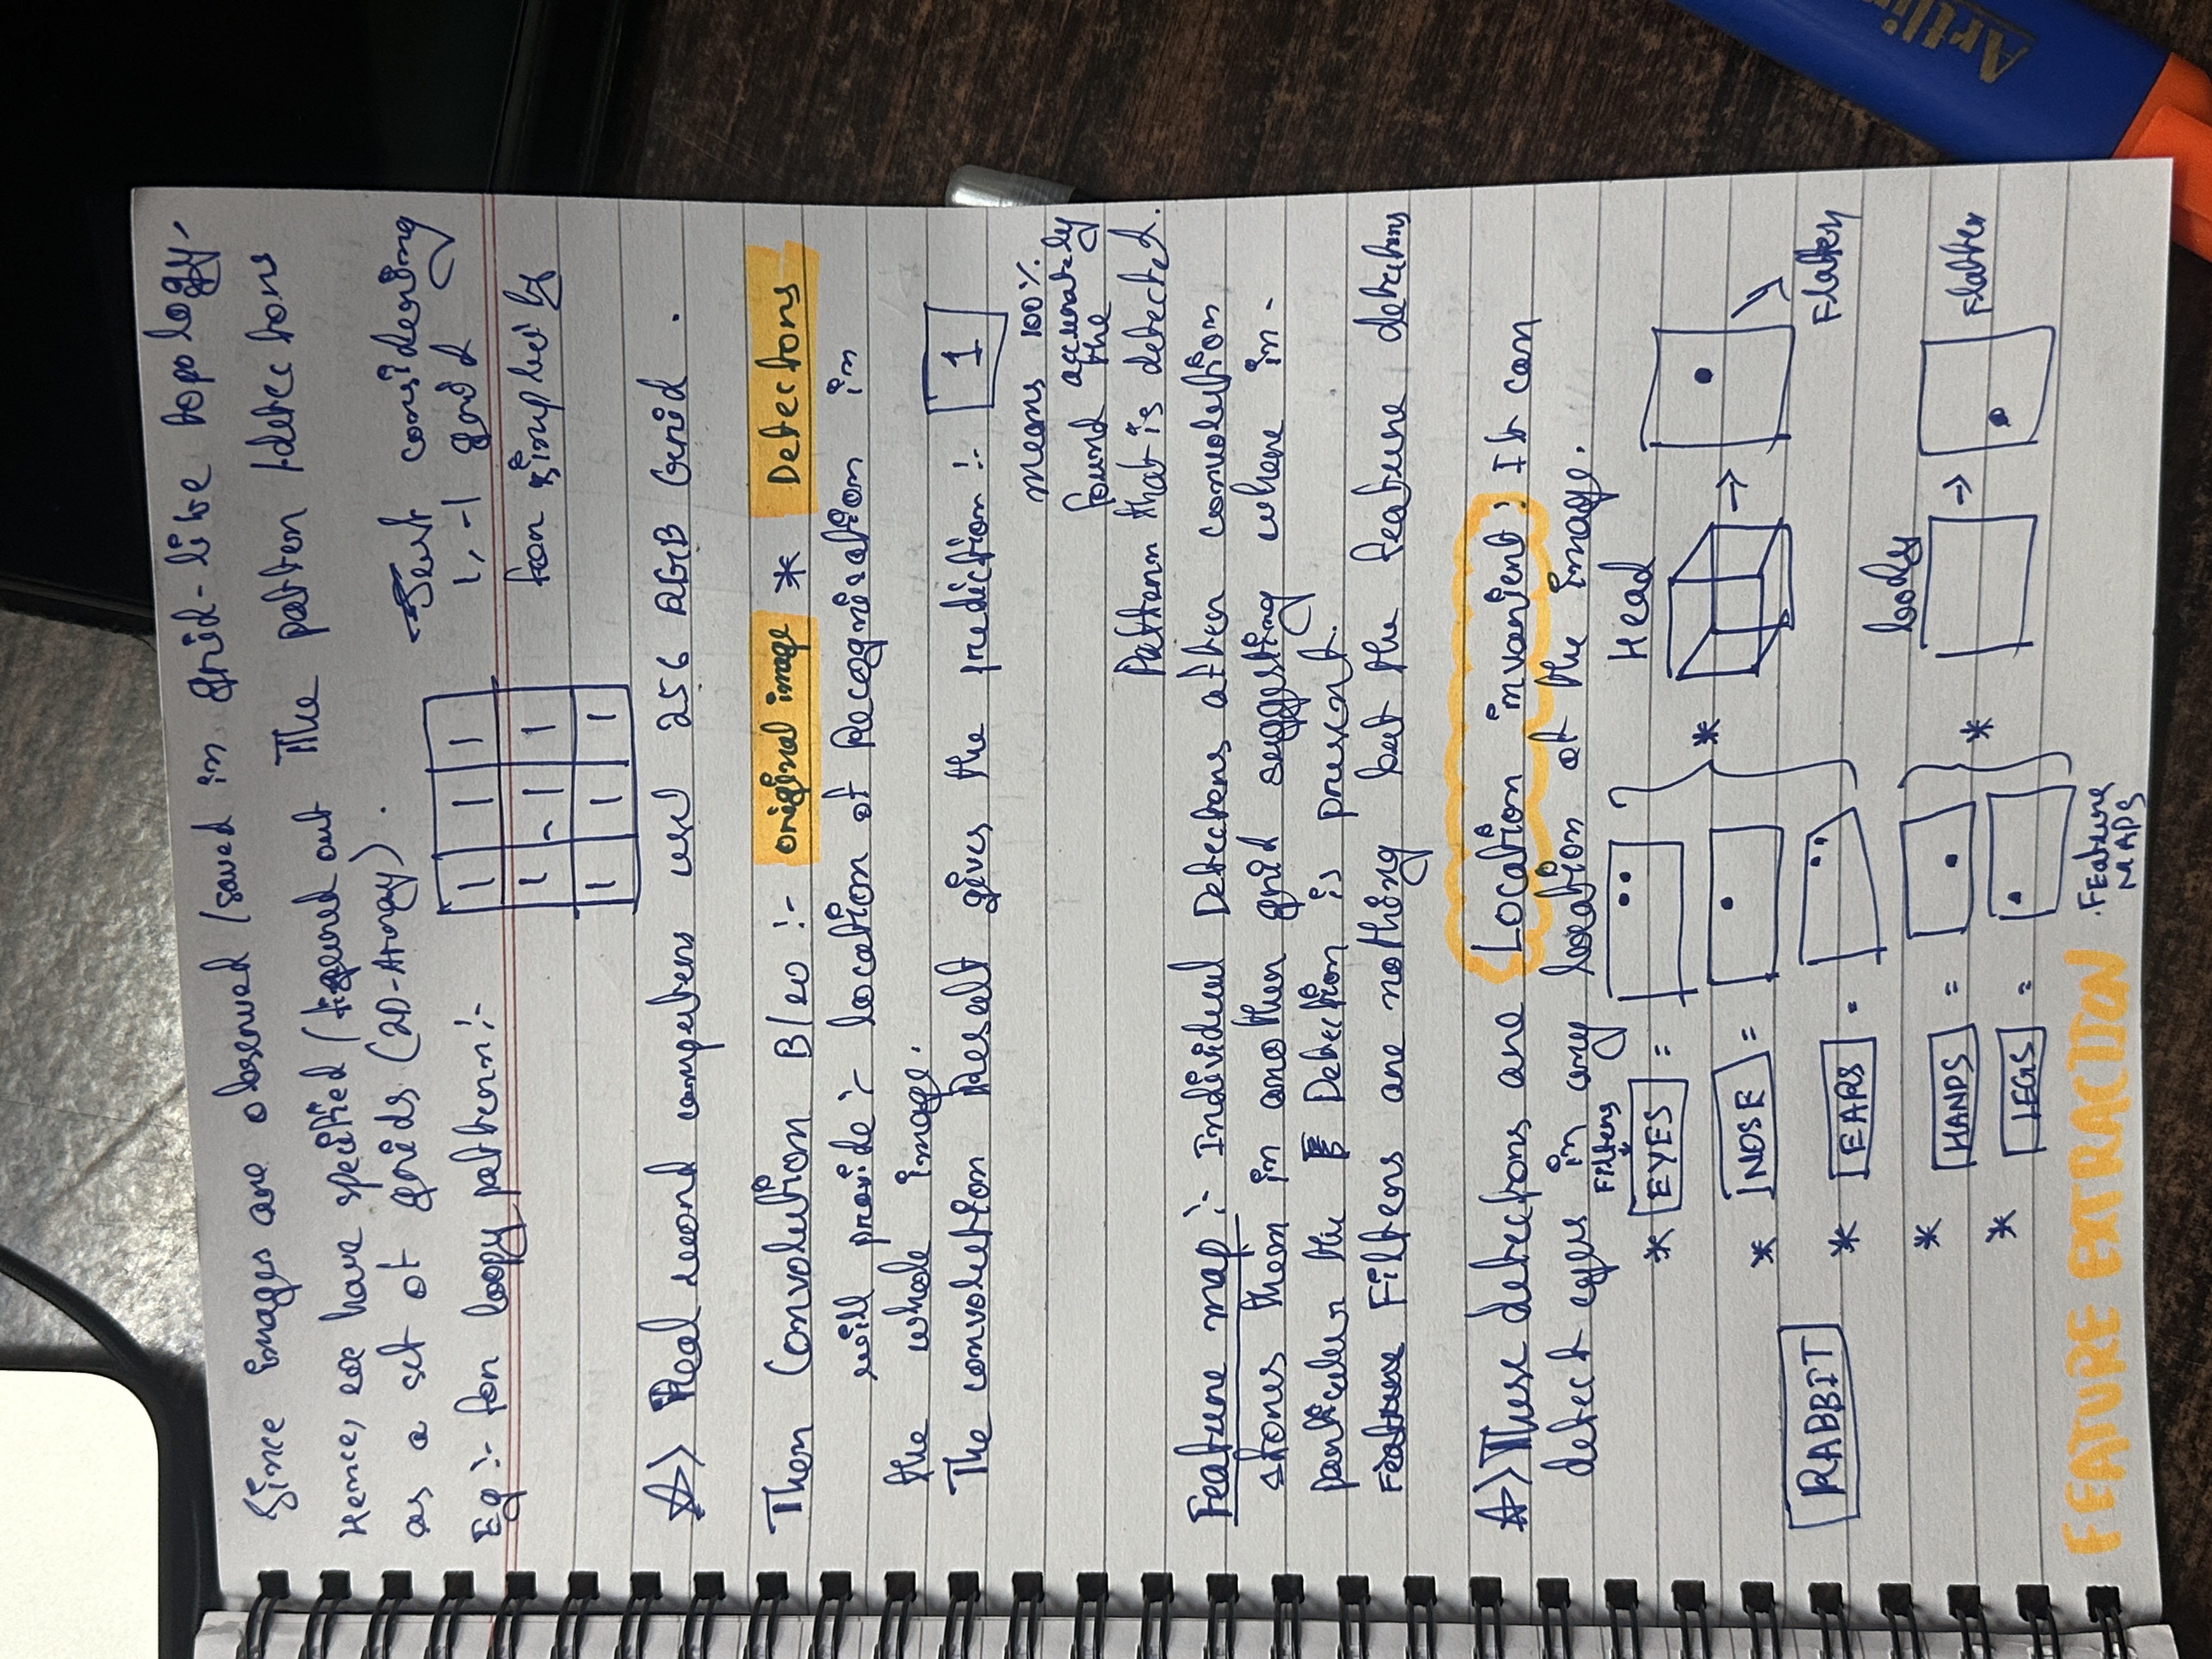 Since images are observed / saved in grid-like topology.
Hence, we have specified / figured out The patten / detectors
as a set of grids (2D-Array).
Just considering
1, -1 grid
for simplicity
Eg :- for loopy pattern :-
1 1 1
1 -1 1
1 1 1
Real world computers use 256 RGB Grid .
Then Convolution B/w :- original image * Detectors
will provide :- location of Recognisation in
the whole image.
The convolution Result gives the prediction :- 1
means 100%
found accurately the
Pattern that is detected.
Feature map :- Individual Detectors after convolution
stores them in another grid suggesting where in-
particular the Detection is present.
Feature Filters are nothing but the feature detectors
These detectors are Location invarient : It can
detect eyes in any location of the image.
Filters
* EYES =
* NOSE =
* EARS =
* HANDS =
* LEGS =
RABBIT
* Head →
Flatten
* body → Flatten
FEATURE EXTRACTION
FEature
MAPS
Artlin